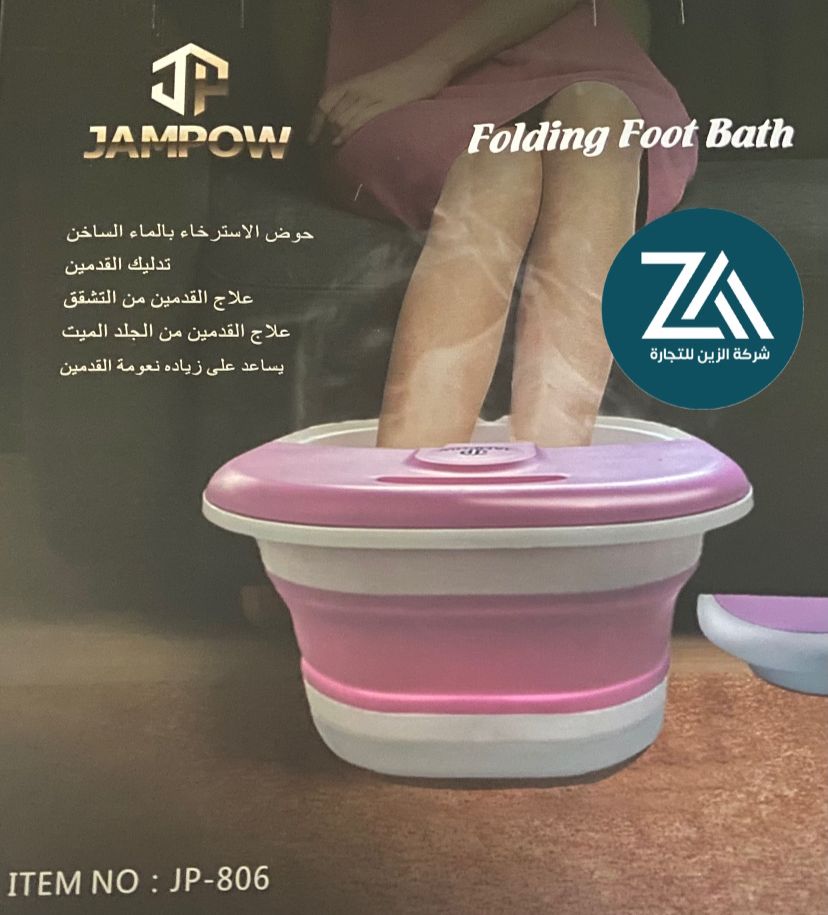 JAMPOW
Folding Foot Bath
حوض الاسترخاء بالماء الساخن
تدليك القدمين
علاج القدمين من التشقق
علاج القدمين من الجلد الميت
يساعد على زياده نعومة القدمين
ZA
شركة الزين للتجارة
ITEM NO : JP-806